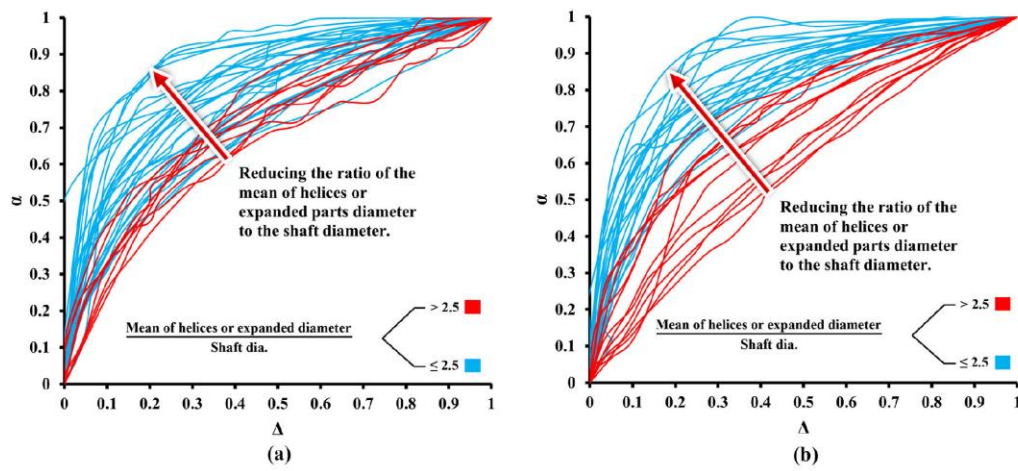 1
0.9
0.8
0.7
0.6
0.5
0.4
0.3
0.2
0.1
0
α
Reducing the ratio of the
mean of helices or
expanded parts diameter
to the shaft diameter.
Mean of helices or expanded diameter
Shaft dia.
> 2.5
≤ 2.5
0 0.1 0.2 0.3 0.4 0.5 0.6 0.7 0.8 0.9 1
Δ
(a)
1
0.9
0.8
0.7
0.6
0.5
0.4
0.3
0.2
0.1
0
α
Reducing the ratio of the
mean of helices or
expanded parts diameter
to the shaft diameter.
Mean of helices or expanded diameter
Shaft dia.
> 2.5
≤ 2.5
0 0.1 0.2 0.3 0.4 0.5 0.6 0.7 0.8 0.9 1
Δ
(b)